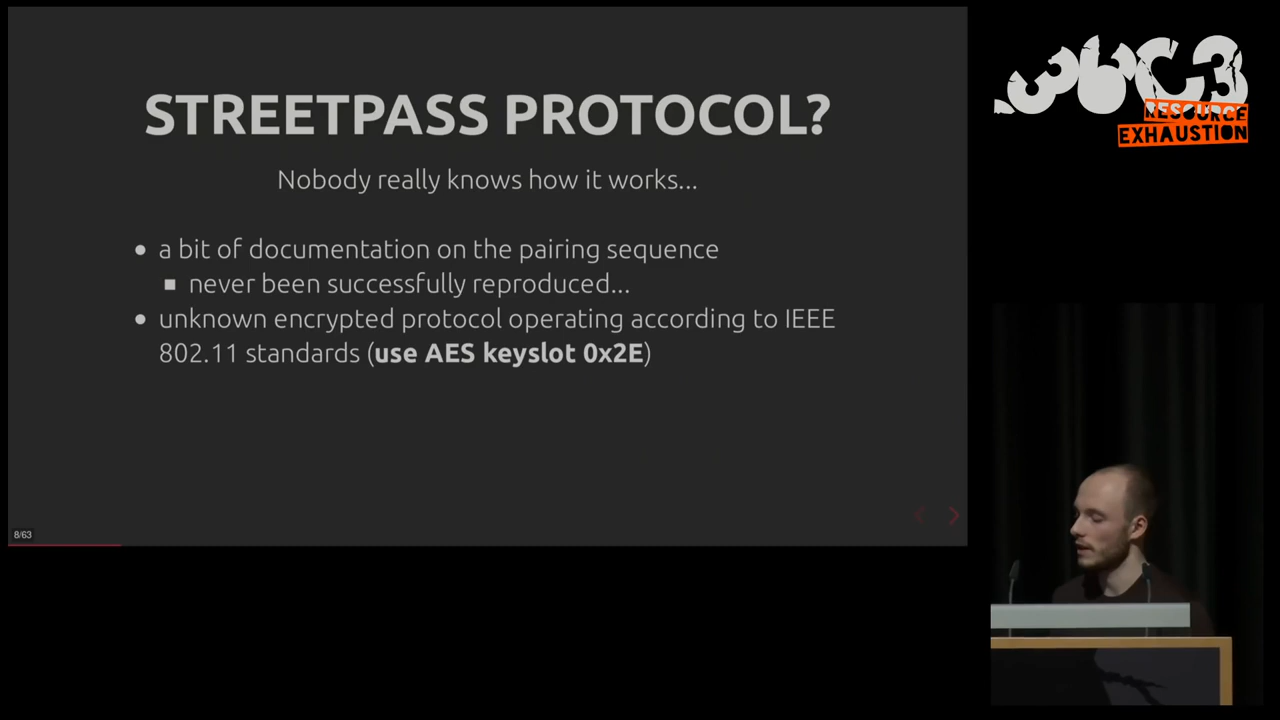 STREETPASS PROTOCOL?
Nobody really knows how it works...
a bit of documentation on the pairing sequence
never been successfully reproduced...
unknown encrypted protocol operating according to IEEE
802.11 standards (use AES keyslot 0x2E)
8/63
36C3
RESOURCE
EXHAUSTION